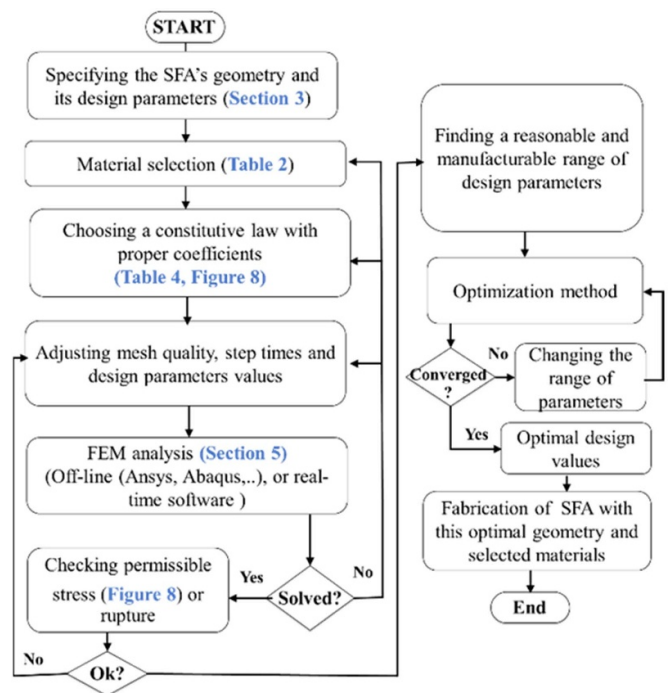 START
Specifying the SFA's geometry and
its design parameters (Section 3)
Material selection (Table 2)
Choosing a constitutive law with
proper coefficients
(Table 4, Figure 8)
Adjusting mesh quality, step times and
design parameters values
FEM analysis (Section 5)
(Off-line (Ansys, Abaqus,..), or real-
time software )
Solved?
Yes
No
Checking permissible
stress (Figure 8) or
rupture
Ok?
No
Finding a reasonable and
manufacturable range of
design parameters
Optimization method
Converged
?
No
Changing the
range of
parameters
Yes
Optimal design
values
Fabrication of SFA with
this optimal geometry and
selected materials
End